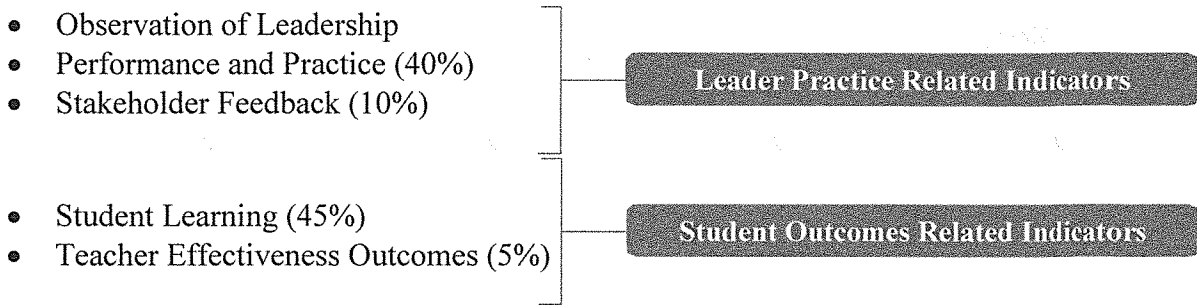 • Observation of Leadership
• Performance and Practice (40%)
• Stakeholder Feedback (10%)
Leader Practice Related Indicators
• Student Learning (45%)
• Teacher Effectiveness Outcomes (5%)
Student Outcomes Related Indicators